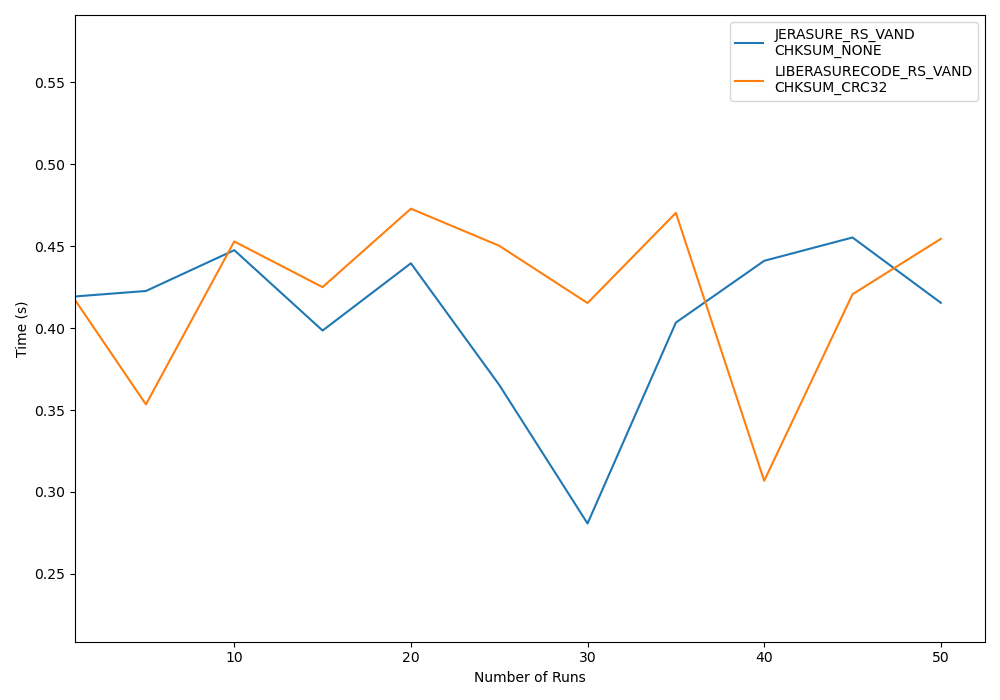 JERASURE_RS_VAND
CHKSUM_NONE
LIBERASURECODE_RS_VAND
CHKSUM_CRC32
0.55
0.50
0.45
0.40
0.35
0.30
0.25
Time (s)
10 20 30 40 50
Number of Runs